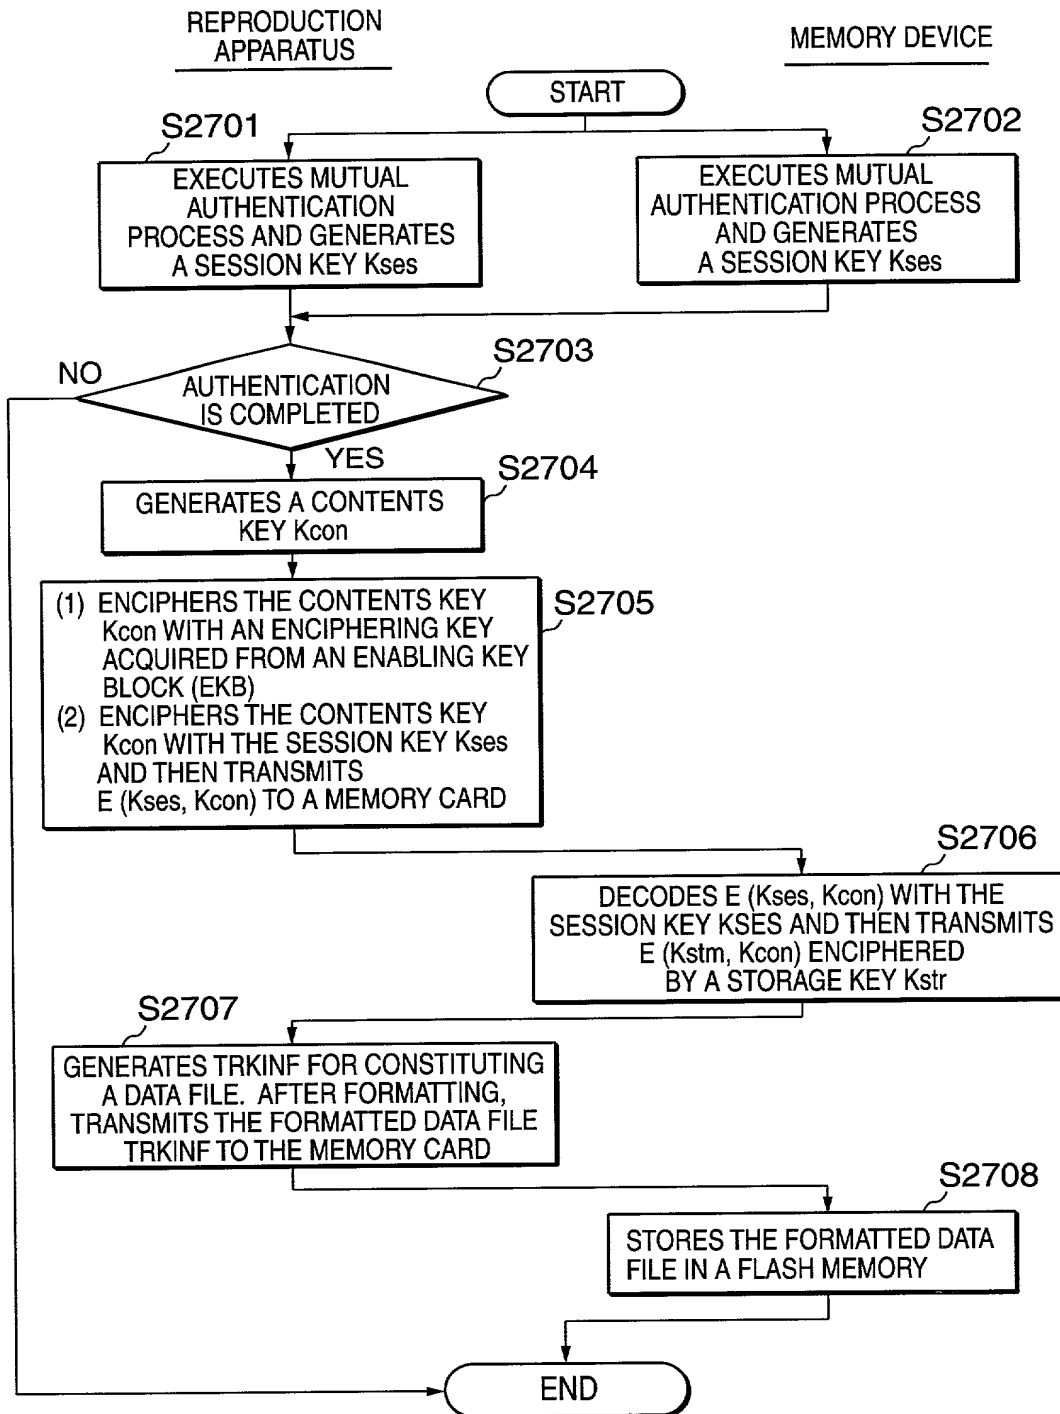 REPRODUCTION
APPARATUS
MEMORY DEVICE
START
S2701
S2702
EXECUTES MUTUAL
AUTHENTICATION
PROCESS AND GENERATES
A SESSION KEY Kses
EXECUTES MUTUAL
AUTHENTICATION PROCESS
AND GENERATES
A SESSION KEY Kses
S2703
NO
AUTHENTICATION
IS COMPLETED
YES
S2704
GENERATES A CONTENTS
KEY Kcon
S2705
(1) ENCIPHERS THE CONTENTS KEY
Kcon WITH AN ENCIPHERING KEY
ACQUIRED FROM AN ENABLING KEY
BLOCK (EKB)
(2) ENCIPHERS THE CONTENTS KEY
Kcon WITH THE SESSION KEY Kses
AND THEN TRANSMITS
E (Kses, Kcon) TO A MEMORY CARD
S2706
DECODES E (Kses, Kcon) WITH THE
SESSION KEY KSES AND THEN TRANSMITS
E (Kstm, Kcon) ENCIPHERED
BY A STORAGE KEY Kstr
S2707
GENERATES TRKINF FOR CONSTITUTING
A DATA FILE. AFTER FORMATTING,
TRANSMITS THE FORMATTED DATA FILE
TRKINF TO THE MEMORY CARD
S2708
STORES THE FORMATTED DATA
FILE IN A FLASH MEMORY
END